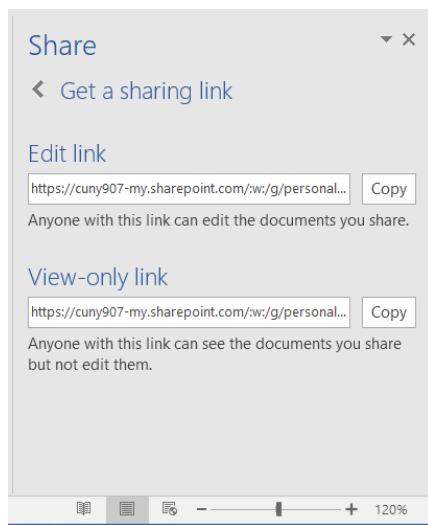 Share
Get a sharing link
Edit link
https://cuny907-my.sharepoint.com/:w:/g/personal... Copy
Anyone with this link can edit the documents you share.
View-only link
https://cuny907-my.sharepoint.com/:w:/g/personal... Copy
Anyone with this link can see the documents you share
but not edit them.
120%